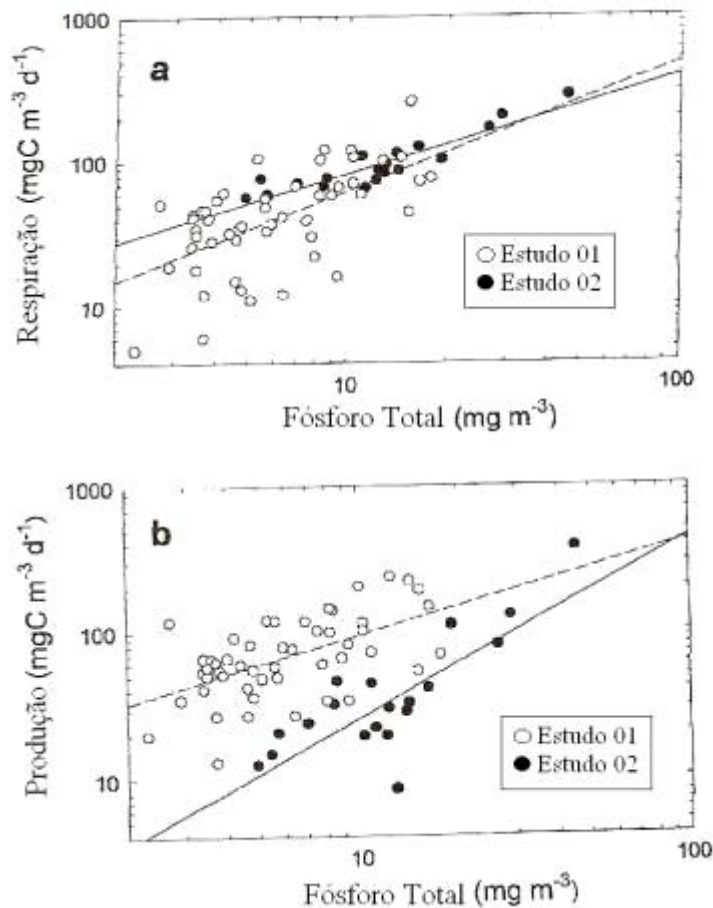 1000
a
100
10
Respiração (mgC m⁻³ d⁻¹)
○ Estudo 01
● Estudo 02
10
100
Fósforo Total (mg m⁻³)
1000
b
100
10
Produção (mgC m⁻³ d⁻¹)
○ Estudo 01
● Estudo 02
10
100
Fósforo Total (mg m⁻³)